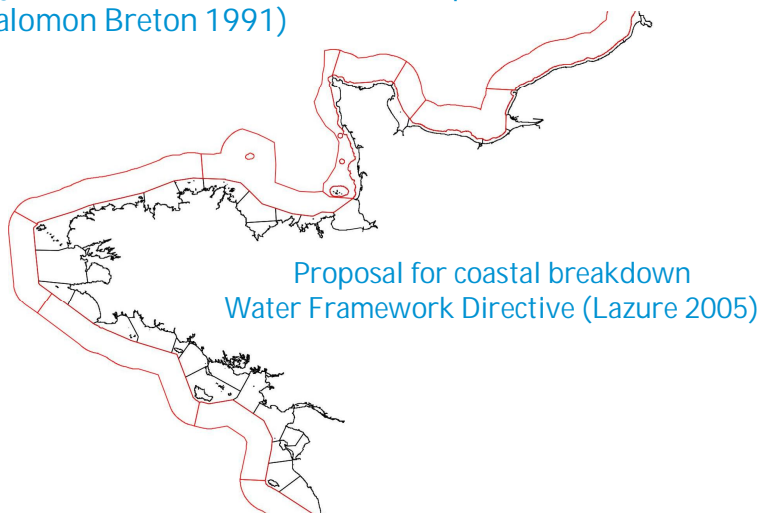 alomon Breton 1991)
Proposal for coastal breakdown
Water Framework Directive (Lazure 2005)